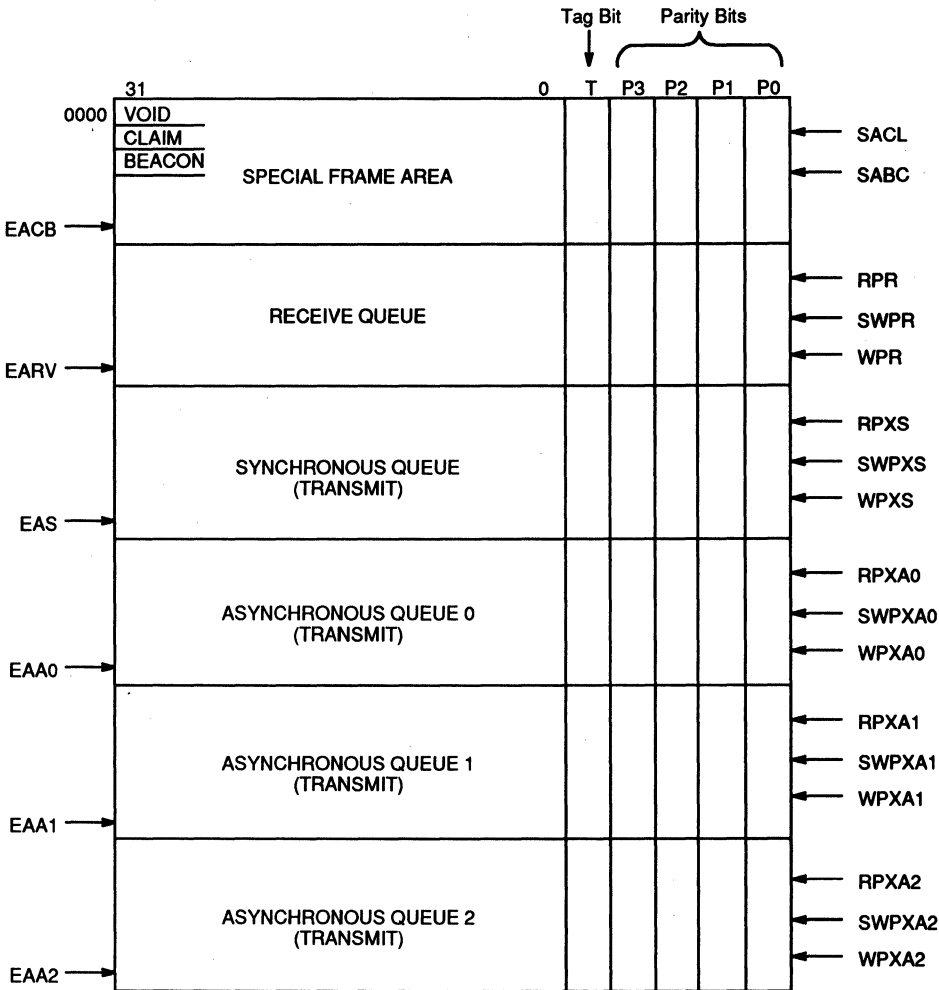 Tag Bit Parity Bits
31 0 T P3 P2 P1 P0
0000 VOID
CLAIM SACL
BEACON
SPECIAL FRAME AREA SABC
EACB
RPR
RECEIVE QUEUE SWPR
WPR
EARV
RPXS
SYNCHRONOUS QUEUE SWPXS
(TRANSMIT)
WPXS
EAS
RPXA0
ASYNCHRONOUS QUEUE 0 SWPXA0
(TRANSMIT)
WPXA0
EAA0
RPXA1
ASYNCHRONOUS QUEUE 1 SWPXA1
(TRANSMIT)
WPXA1
EAA1
RPXA2
ASYNCHRONOUS QUEUE 2 SWPXA2
(TRANSMIT)
WPXA2
EAA2